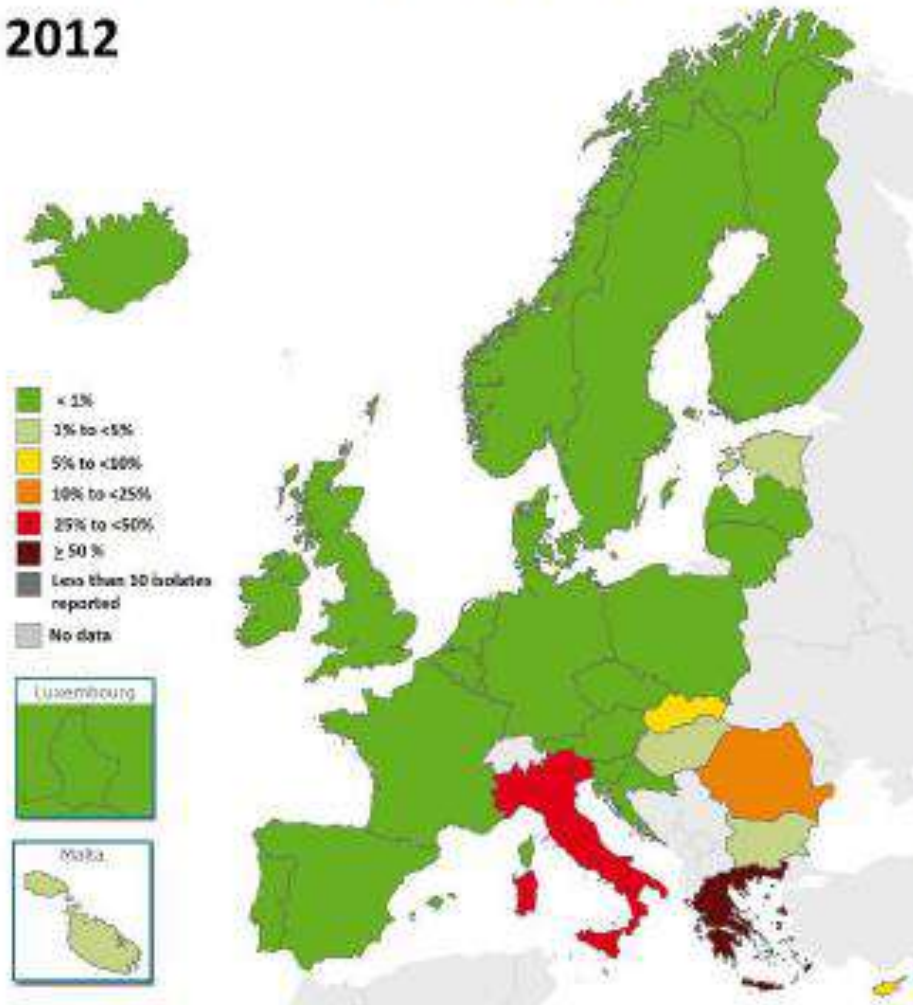 2012
< 1%
1% to <5%
5% to <10%
10% to <25%
25% to <50%
≥ 50 %
Less than 10 isolates
reported
No data
Luxembourg
Malta